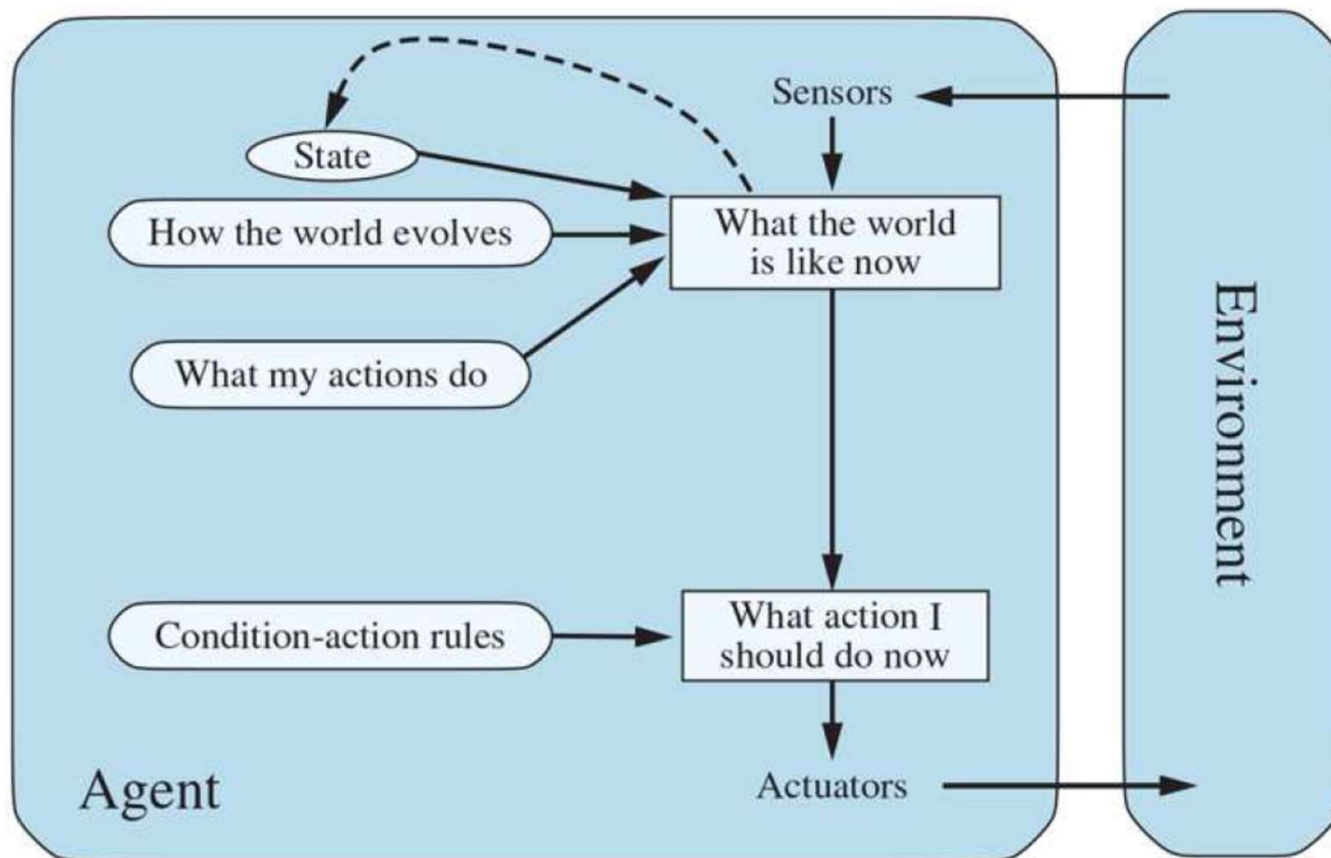 Sensors
State
How the world evolves
What the world
is like now
What my actions do
Environment
Condition-action rules
What action I
should do now
Agent
Actuators